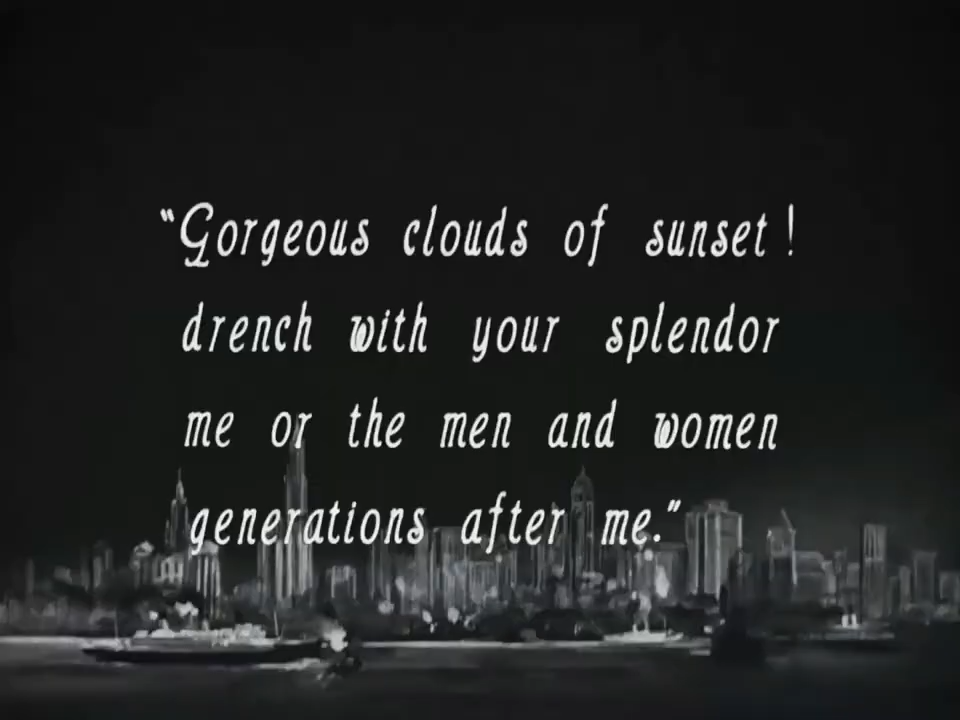 “Gorgeous clouds of sunset!
drench with your splendor
me or the men and women
generations after me.”